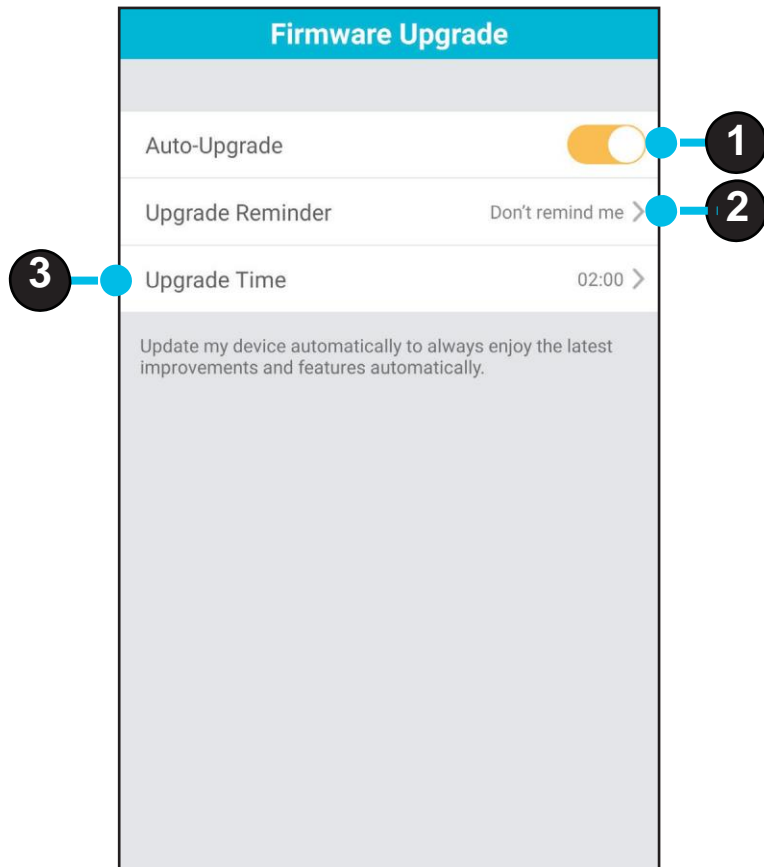 Firmware Upgrade
Auto-Upgrade
1
Upgrade Reminder
Don't remind me
2
3
Upgrade Time
02:00
Update my device automatically to always enjoy the latest
improvements and features automatically.